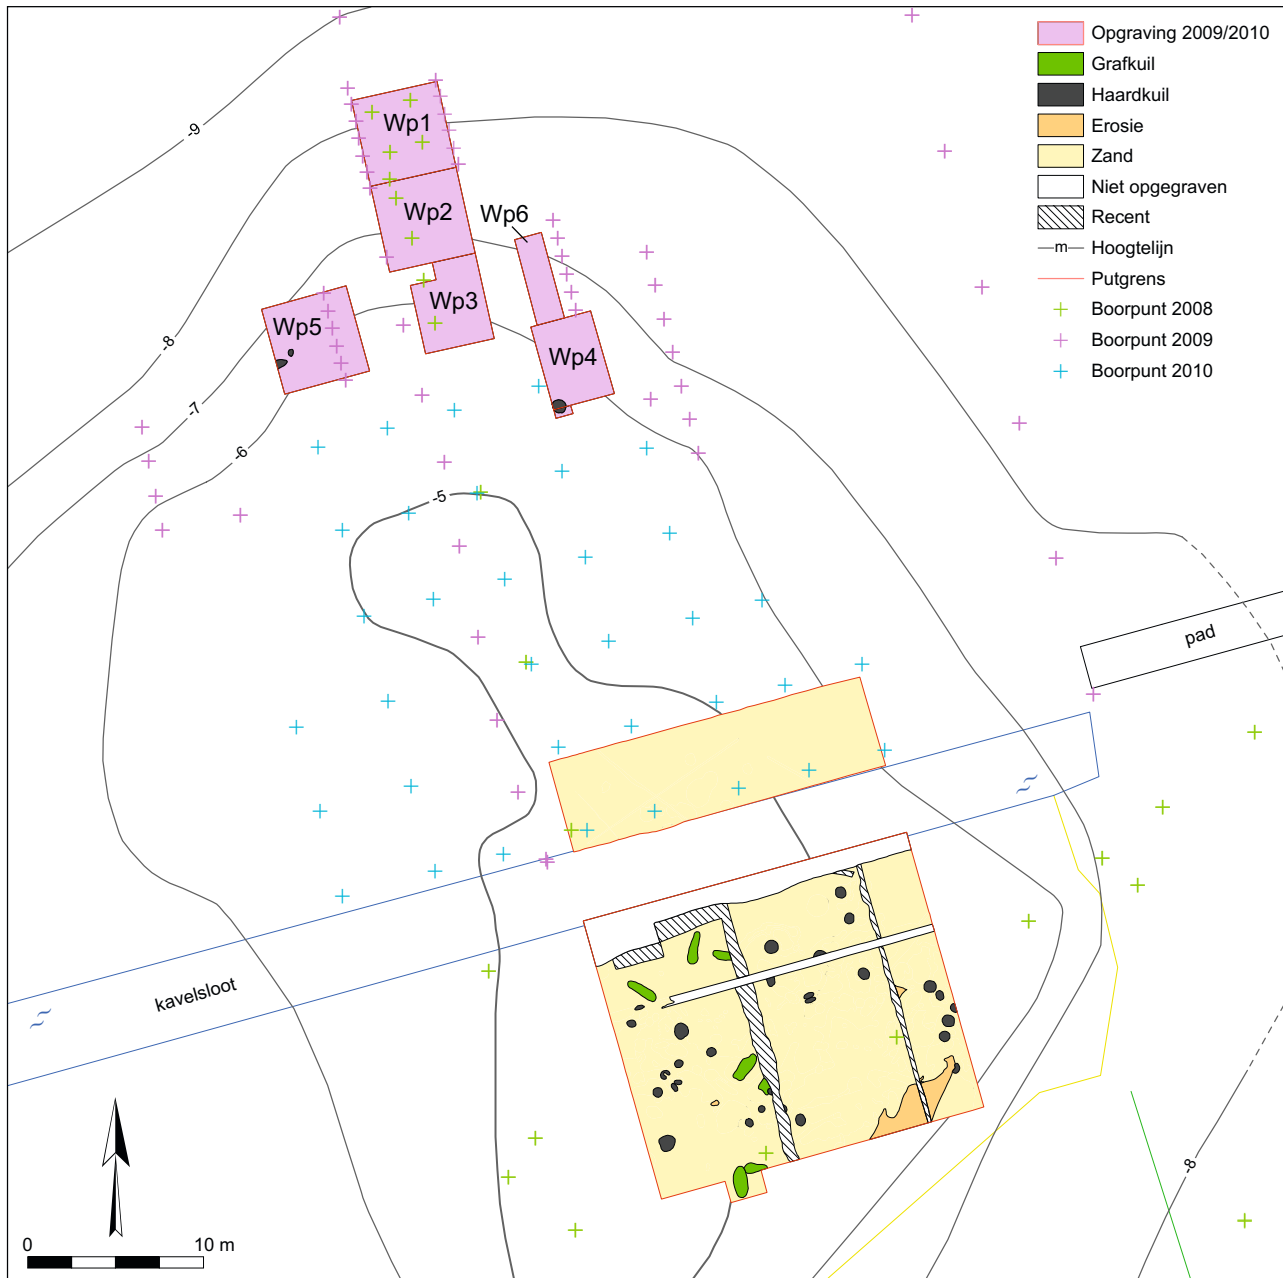 Opgraving 2009/2010
Grafkuil
Haardkuil
Erosie
Zand
Niet opgegraven
Recent
m Hoogtelijn
Putgrens
Boorpunt 2008
Boorpunt 2009
Boorpunt 2010
-9
Wp1
Wp2
Wp6
Wp3
Wp5
Wp4
-8
-7
-6
-5
pad
kavelsloot
-8
0 10 m